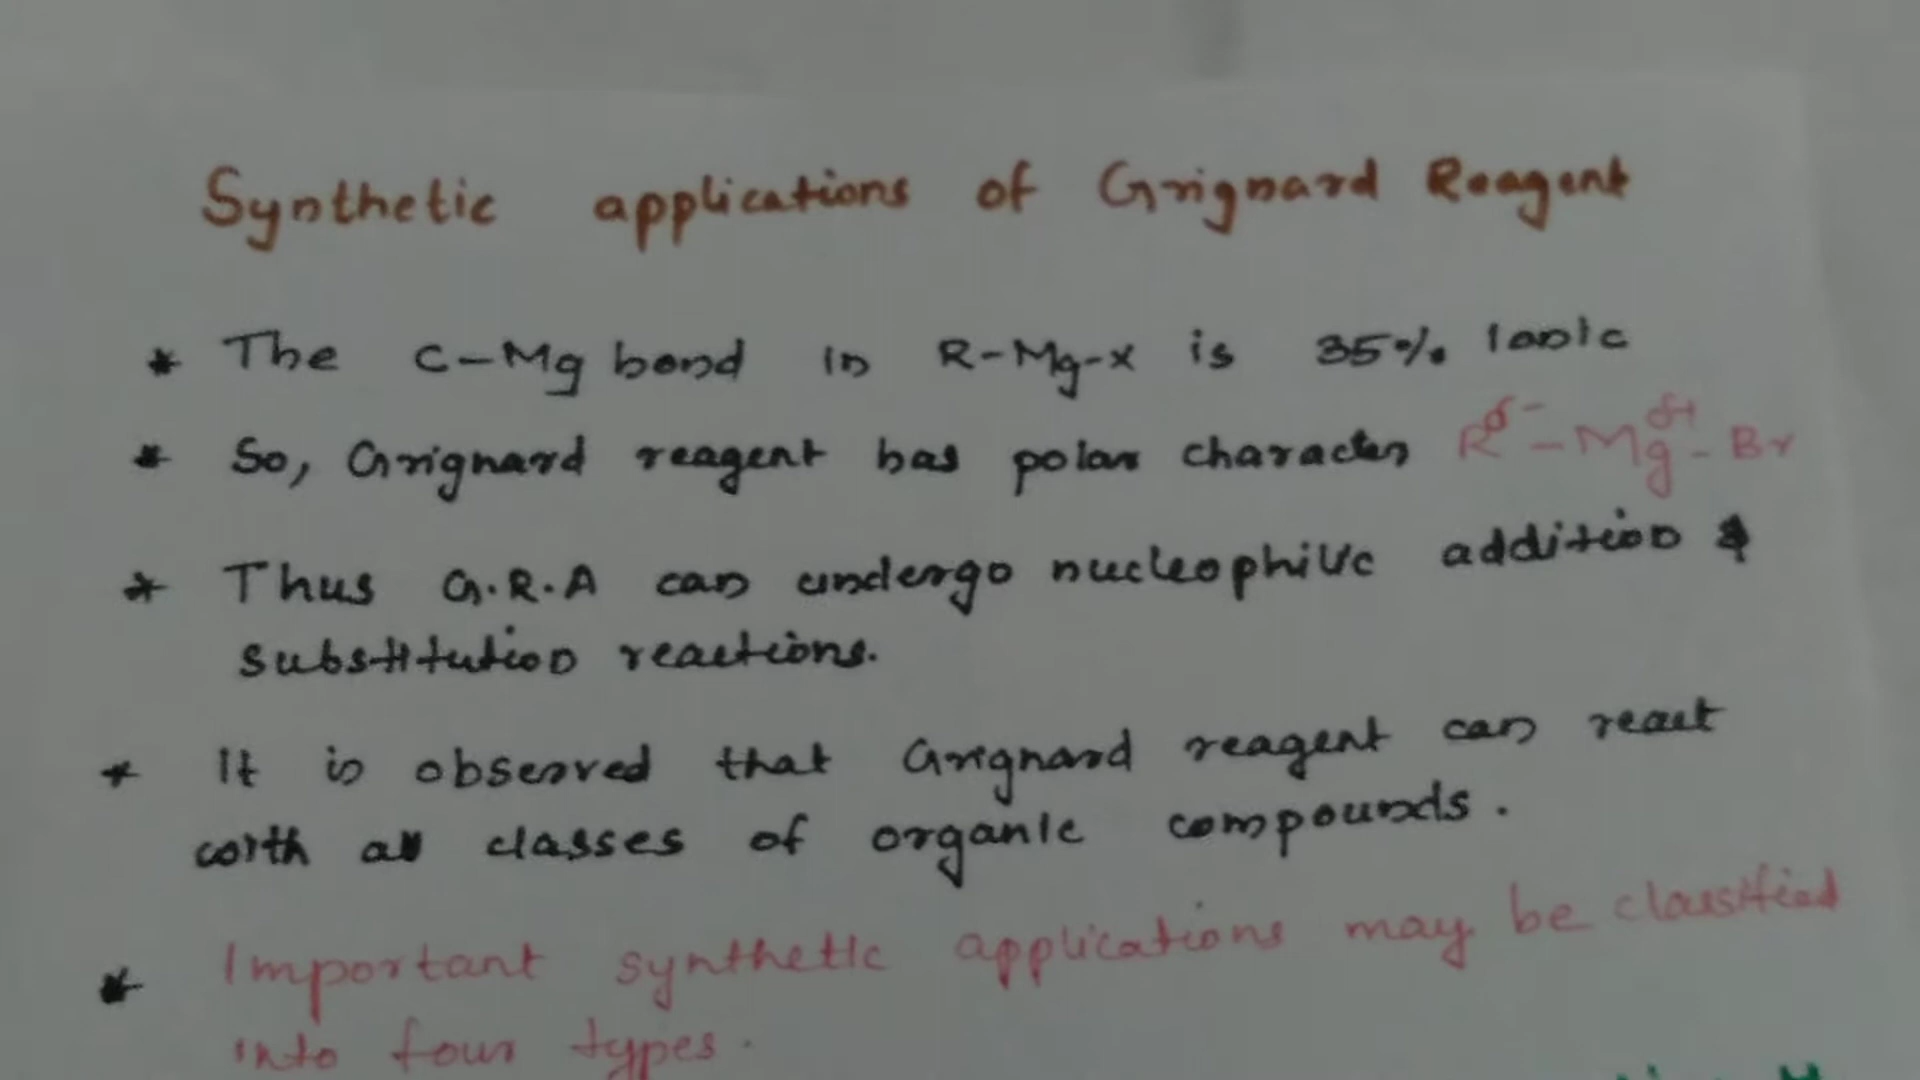 Synthetic applications of Grignard Reagent
* The C-Mg bond in R-Mg-X is 35% Ionic
* So, Grignard reagent has polar character R^δ- - Mg^δ+ - Br
* Thus G.R.A can undergo nucleophilic addition &
substitution reactions.
* It is observed that Grignard reagent can react
with all classes of organic compounds.
* Important synthetic applications may be classified
into four types.